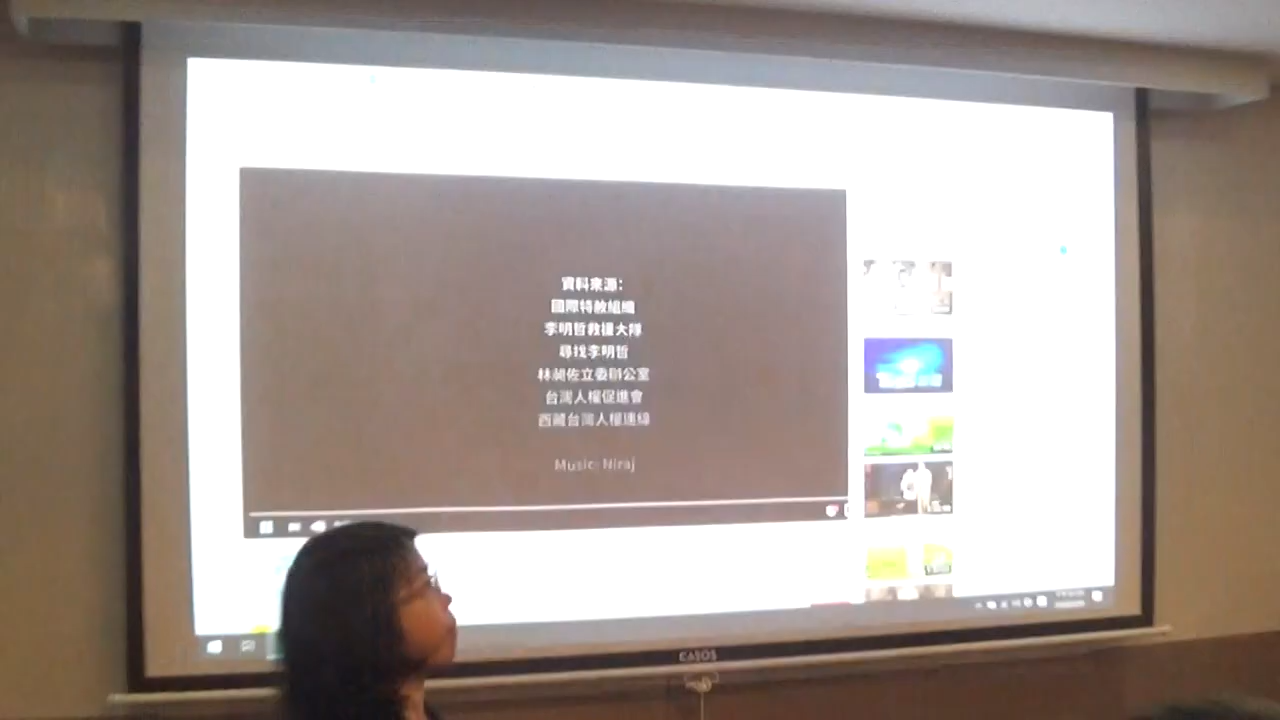 資料來源:
國際特赦組織
李明哲救援大隊
尋找李明哲
林昶佐立委辦公室
台灣人權促進會
西藏台灣人權連線
Music: Niraj